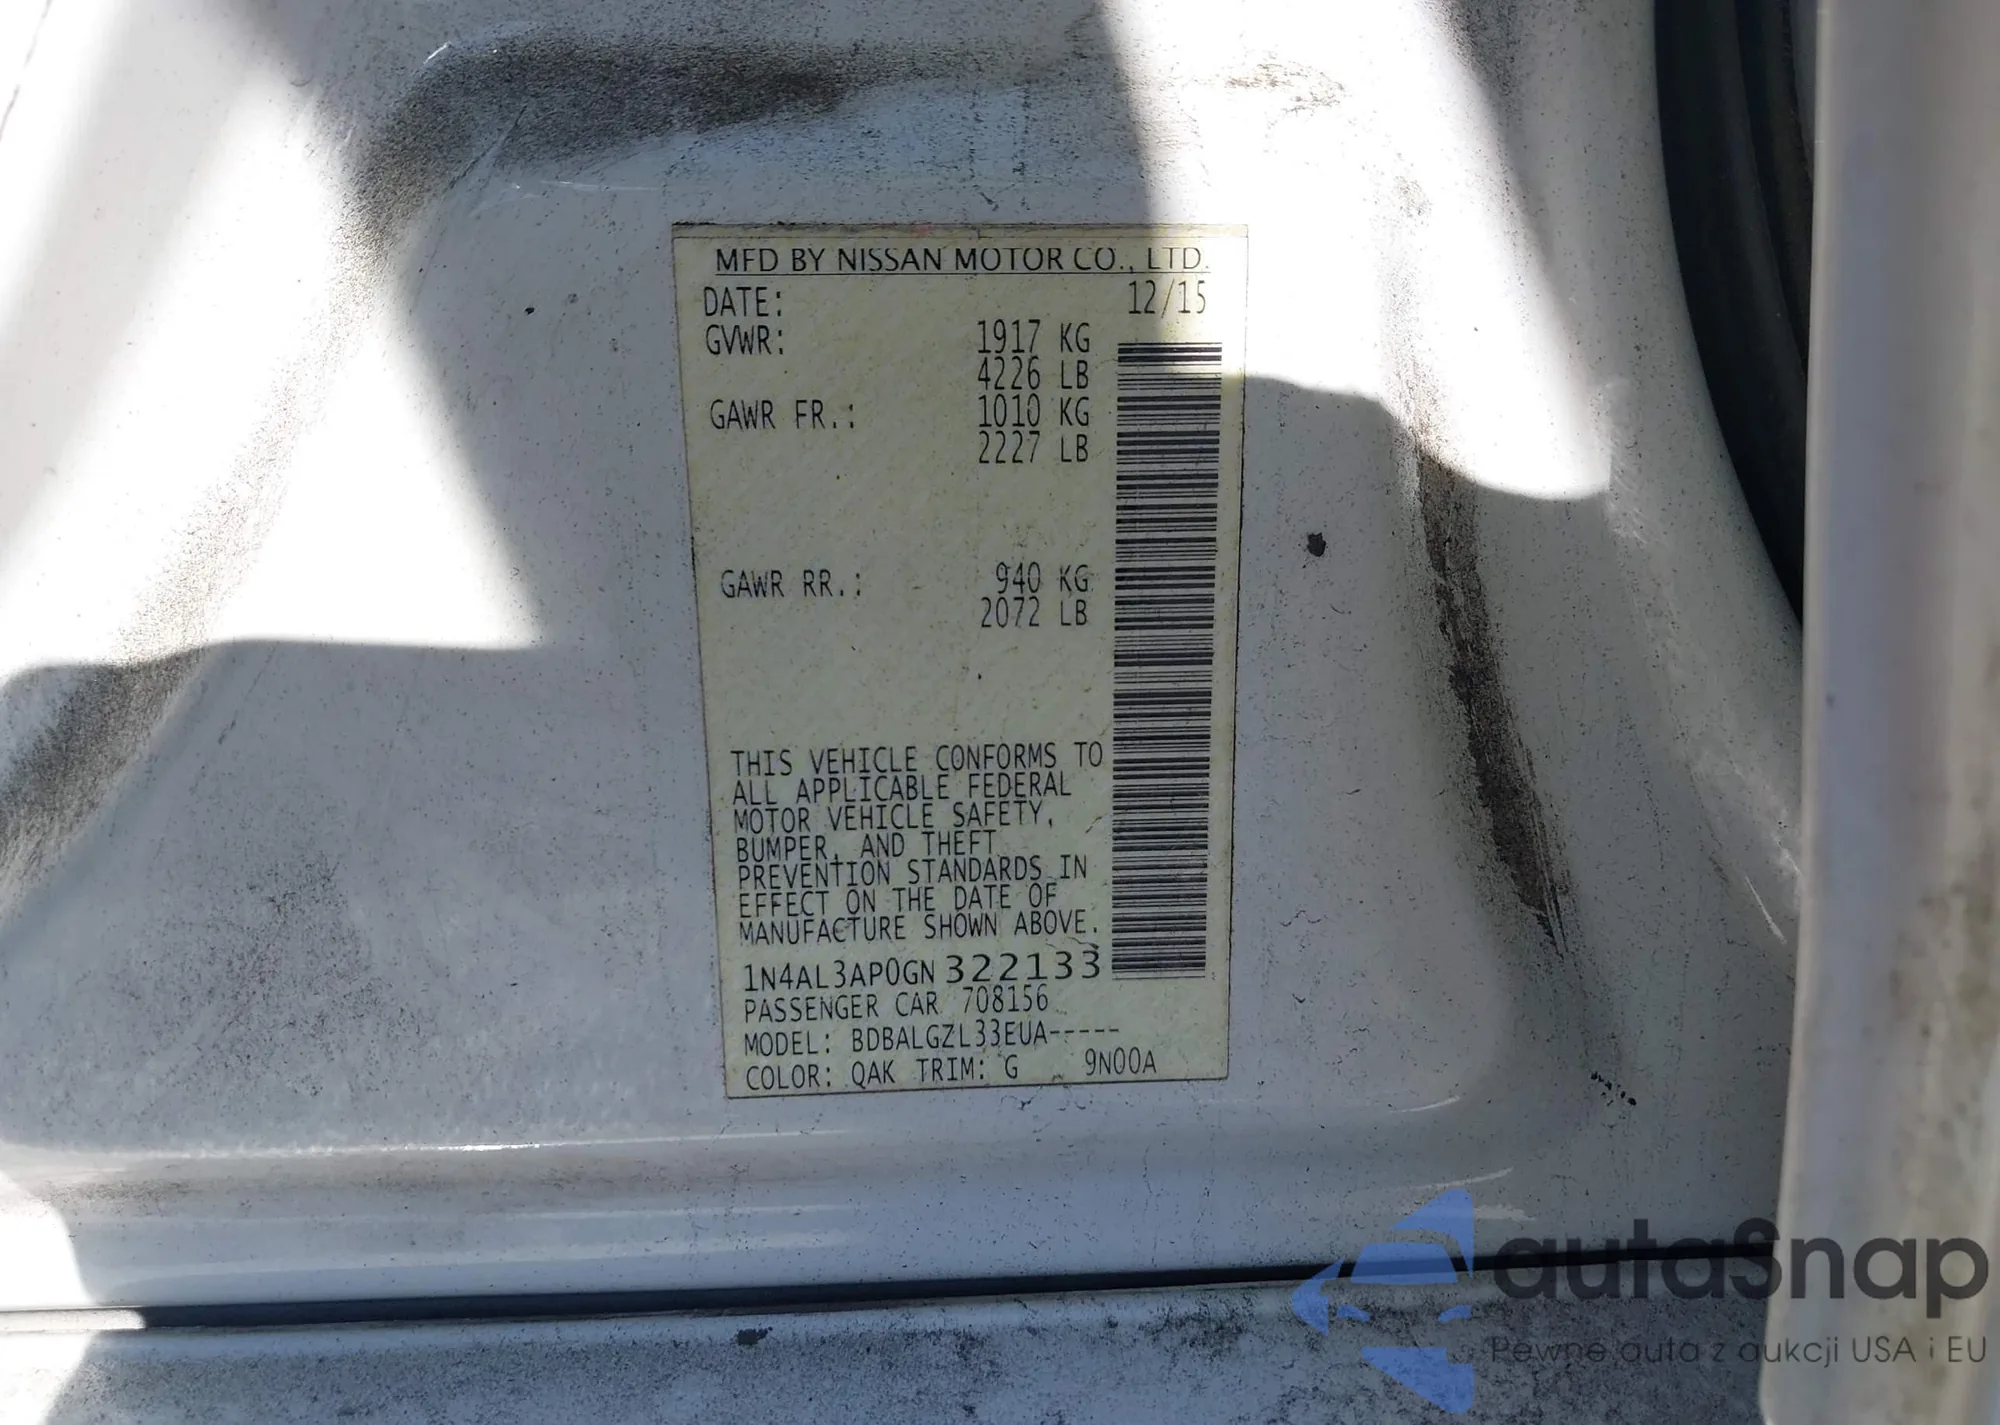 MFD BY NISSAN MOTOR CO., LTD.
DATE: 12/15
GVWR: 1917 KG
4226 LB
GAWR FR.: 1010 KG
2227 LB
GAWR RR.: 940 KG
2072 LB
THIS VEHICLE CONFORMS TO
ALL APPLICABLE FEDERAL
MOTOR VEHICLE SAFETY,
BUMPER, AND THEFT
PREVENTION STANDARDS IN
EFFECT ON THE DATE OF
MANUFACTURE SHOWN ABOVE.
1N4AL3AP0GN322133
PASSENGER CAR 708156
MODEL: BDBALGZL33EUA-----
COLOR: QAK TRIM: G 9N00A
autaSnap
Pewne auta z aukcji USA i EU